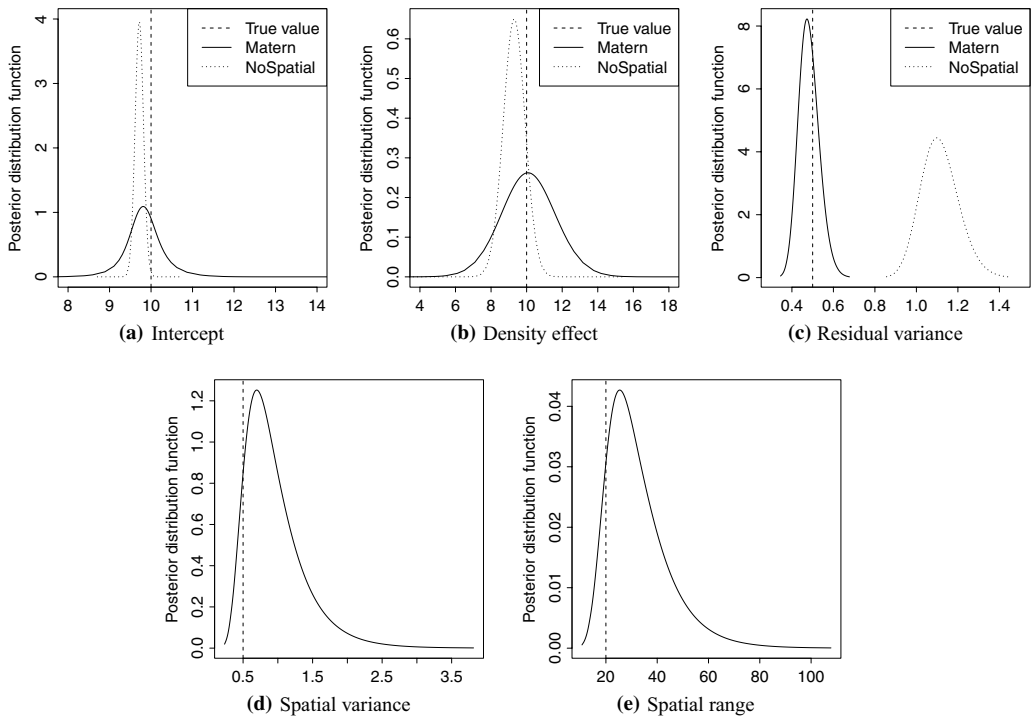 Posterior distribution function
0 1 2 3 4
8 9 10 11 12 13 14
True value
Matern
NoSpatial
(a) Intercept
Posterior distribution function
0.0 0.1 0.2 0.3 0.4 0.5 0.6
4 6 8 10 12 14 16 18
True value
Matern
NoSpatial
(b) Density effect
Posterior distribution function
0 2 4 6 8
0.4 0.6 0.8 1.0 1.2 1.4
True value
Matern
NoSpatial
(c) Residual variance
Posterior distribution function
0.0 0.2 0.4 0.6 0.8 1.0 1.2
0.5 1.5 2.5 3.5
(d) Spatial variance
Posterior distribution function
0.00 0.01 0.02 0.03 0.04
20 40 60 80 100
(e) Spatial range